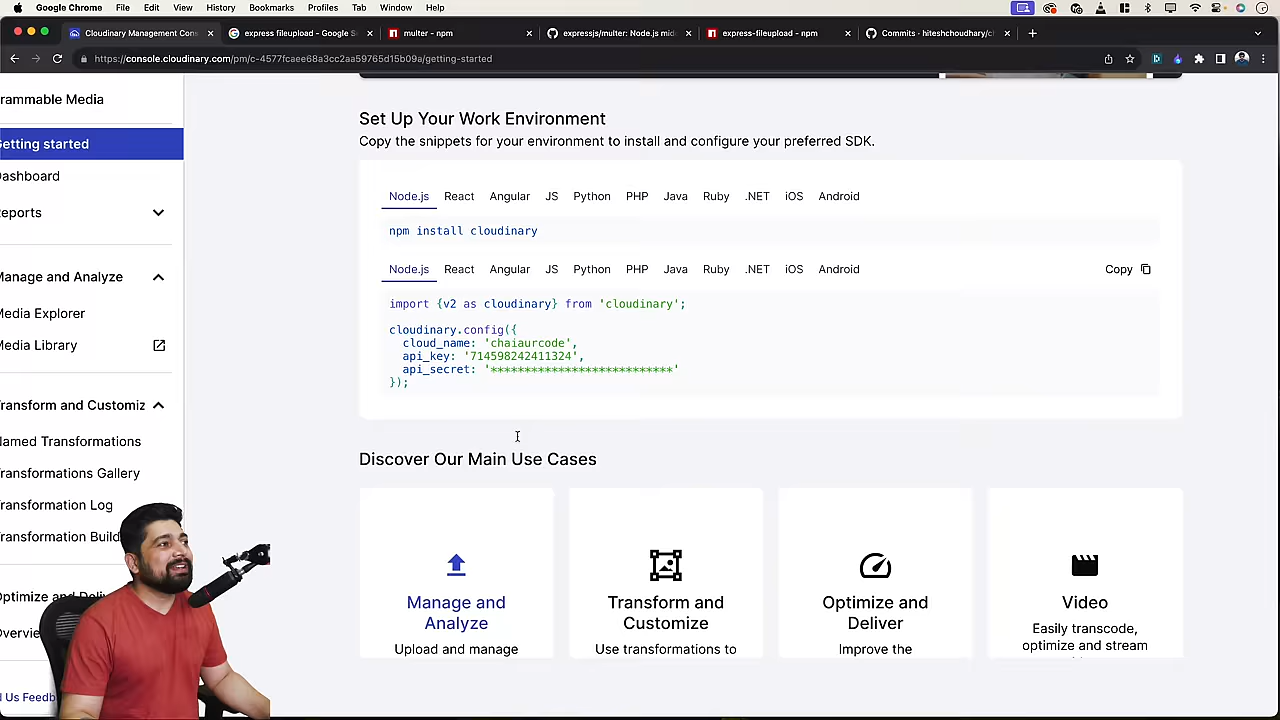 Google Chrome File Edit View History Bookmarks Profiles Tab Window Help
Cloudinary Management Cons
express fileupload - Google S
multer - npm
expressjs/multer: Node.js mid
express-fileupload - npm
Commits · hiteshchoudhary/c
https://console.cloudinary.com/pm/c-4577fcaee68a3cc2aa59765d15b09a/getting-started
rammable Media
Getting started
Dashboard
Reports
Manage and Analyze
Media Explorer
Media Library
Transform and Customiz
Named Transformations
Transformations Gallery
Transformation Log
Transformation Build
Optimize and Deliv
Overvie
l Us Feedb
Set Up Your Work Environment
Copy the snippets for your environment to install and configure your preferred SDK.
Node.js React Angular JS Python PHP Java Ruby .NET iOS Android
npm install cloudinary
Node.js React Angular JS Python PHP Java Ruby .NET iOS Android Copy
import {v2 as cloudinary} from 'cloudinary';
cloudinary.config({
cloud_name: 'chaiaurcode',
api_key: '714598242411324',
api_secret: '***************************'
});
Discover Our Main Use Cases
Manage and
Analyze
Upload and manage
Transform and
Customize
Use transformations to
Optimize and
Deliver
Improve the
Video
Easily transcode,
optimize and stream